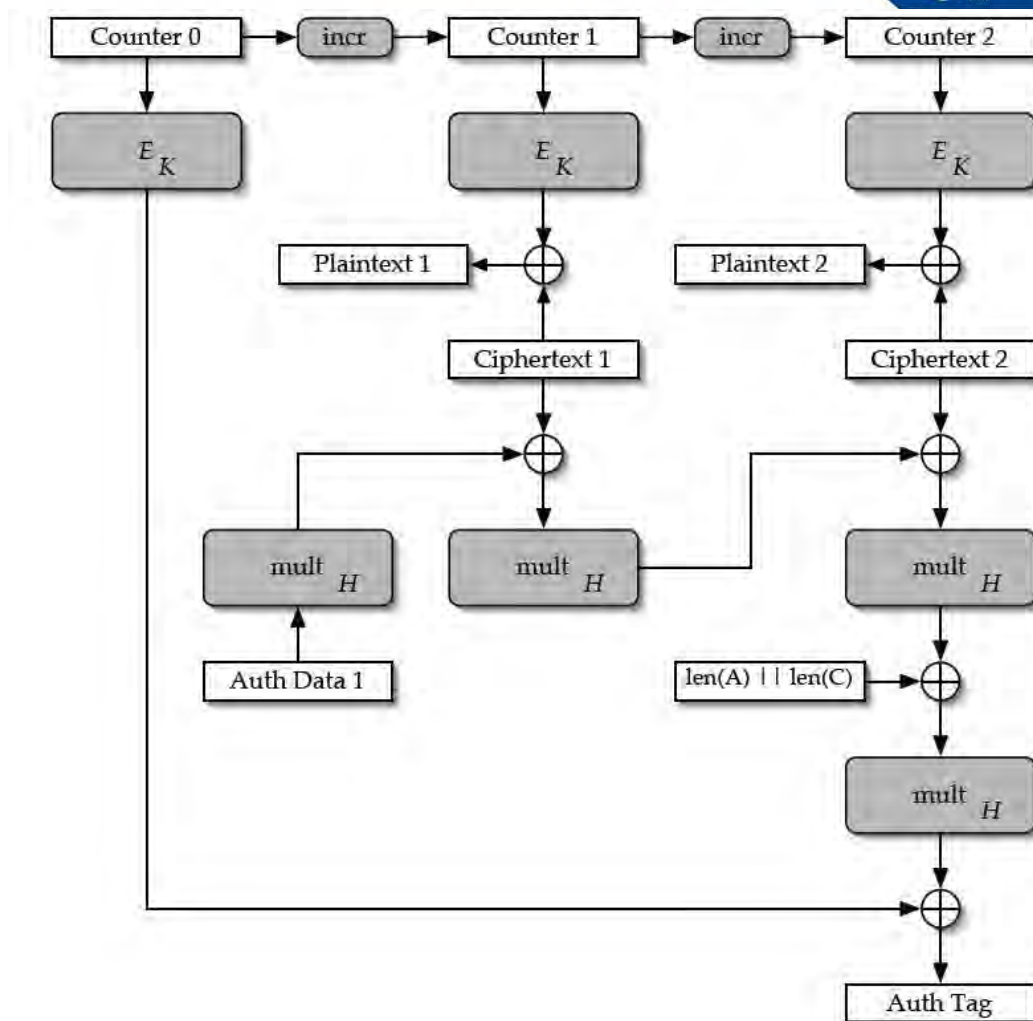 Counter 0
incr
Counter 1
incr
Counter 2
E K
E K
E K
Plaintext 1
Plaintext 2
Ciphertext 1
Ciphertext 2
mult H
mult H
mult H
Auth Data 1
len(A) || len(C)
mult H
Auth Tag